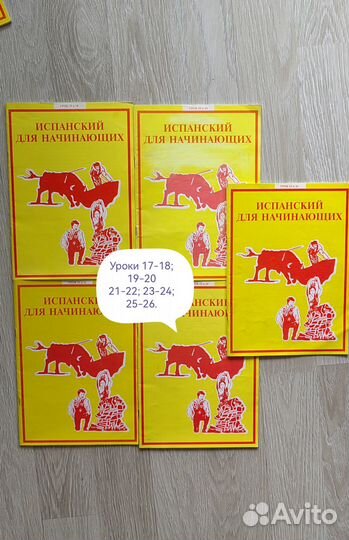 ИСПАНСКИЙ
ДЛЯ НАЧИНАЮЩИХ
ИСПАНСКИЙ
ДЛЯ НАЧИНАЮЩИХ
ИСПАНСКИЙ
ДЛЯ НАЧИНАЮЩИХ
Уроки 17-18;
19-20
21-22; 23-24;
25-26.
ИСПАНСКИЙ
ДЛЯ НАЧИНАЮЩИХ
ИСПАНСКИЙ
ДЛЯ НАЧИНАЮЩИХ
Avito